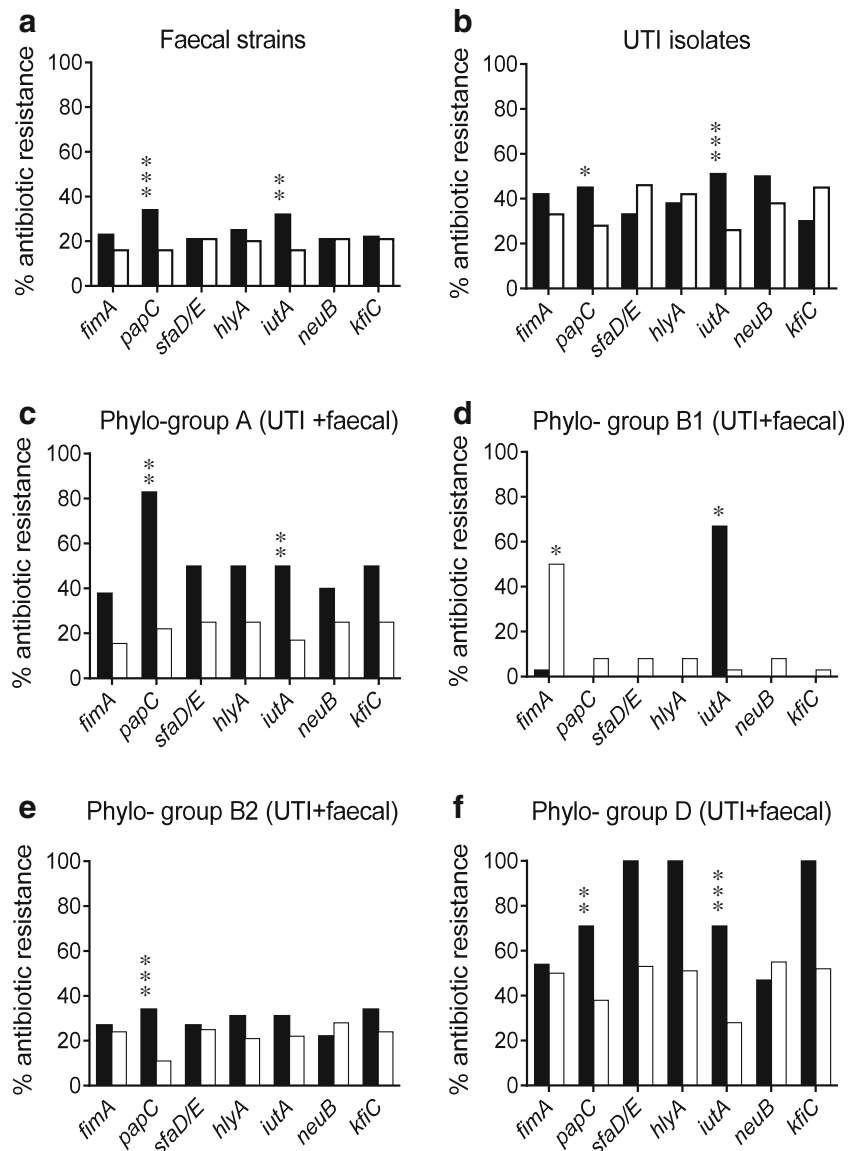 a
Faecal strains
% antibiotic resistance
100
80
60
40
20
0
***
**
fimA
papC
sfaD/E
hlyA
iutA
neuB
kfiC
b
UTI isolates
% antibiotic resistance
100
80
60
40
20
0
*
***
fimA
papC
sfaD/E
hlyA
iutA
neuB
kfiC
c
Phylo-group A (UTI +faecal)
% antibiotic resistance
100
80
60
40
20
0
**
**
fimA
papC
sfaD/E
hlyA
iutA
neuB
kfiC
d
Phylo- group B1 (UTI+faecal)
% antibiotic resistance
100
80
60
40
20
0
*
*
fimA
papC
sfaD/E
hlyA
iutA
neuB
kfiC
e
Phylo- group B2 (UTI+faecal)
% antibiotic resistance
100
80
60
40
20
0
***
fimA
papC
sfaD/E
hlyA
iutA
neuB
kfiC
f
Phylo- group D (UTI+faecal)
% antibiotic resistance
100
80
60
40
20
0
**
***
fimA
papC
sfaD/E
hlyA
iutA
neuB
kfiC